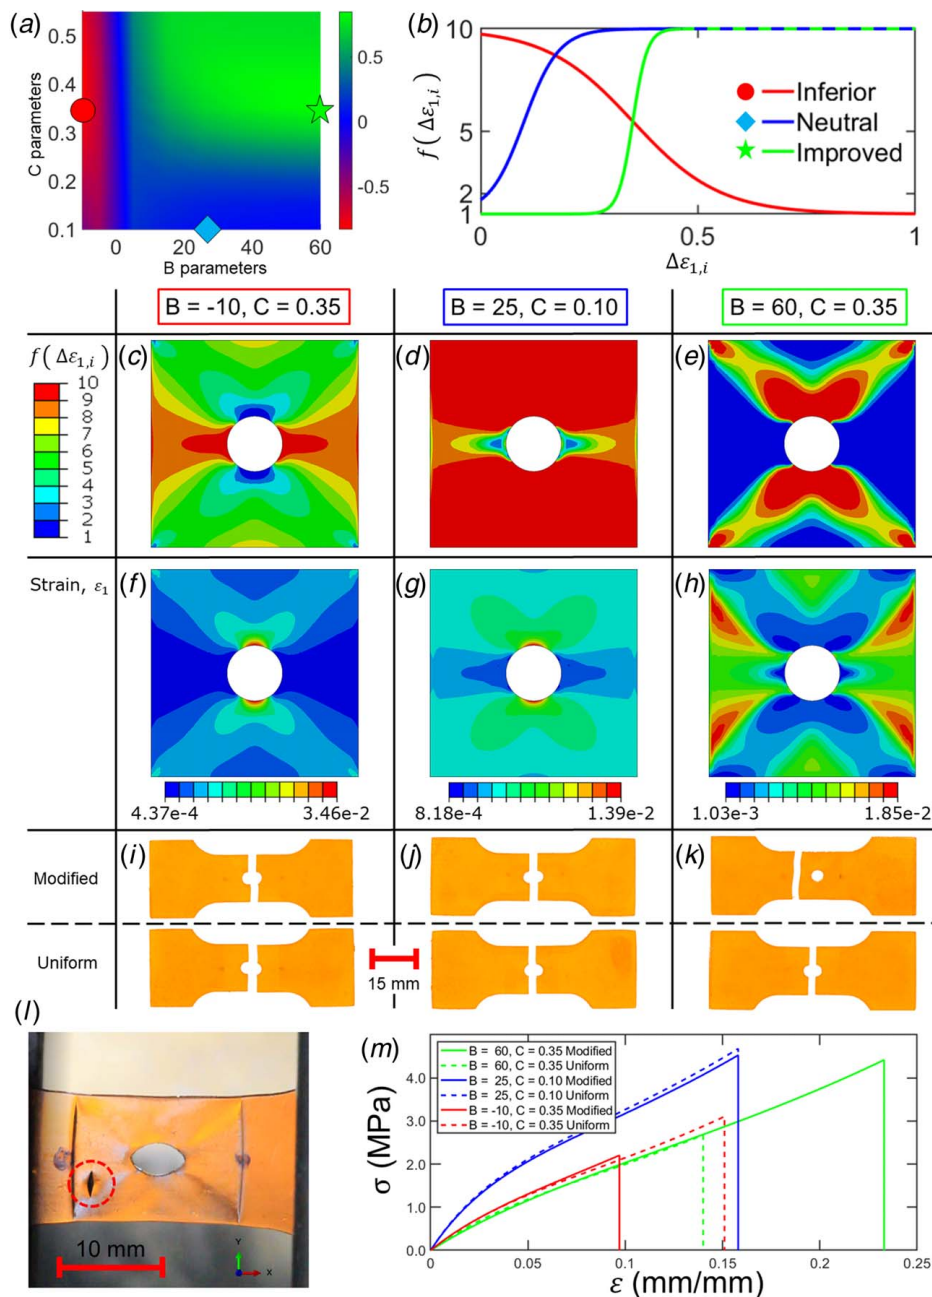 (a)
C parameters
0.5
0.4
0.3
0.2
0.1
0 20 40 60
B parameters
0.5
0
-0.5
(b)
f(Δε1,i)
10
5
2
1
0 0.5 1
Δε1,i
Inferior
Neutral
Improved
B = -10, C = 0.35
B = 25, C = 0.10
B = 60, C = 0.35
f(Δε1,i)
10
9
8
7
6
5
4
3
2
1
(c)
(d)
(e)
Strain, ε1
(f)
(g)
(h)
4.37e-4 3.46e-2
8.18e-4 1.39e-2
1.03e-3 1.85e-2
Modified
(i)
(j)
(k)
Uniform
15 mm
(l)
10 mm
Y
X
(m)
σ (MPa)
4.0
3.0
2.0
1.0
0.0
B = 60, C = 0.35 Modified
B = 60, C = 0.35 Uniform
B = 25, C = 0.10 Modified
B = 25, C = 0.10 Uniform
B = -10, C = 0.35 Modified
B = -10, C = 0.35 Uniform
0 0.05 0.10 0.15 0.20 0.25
ε (mm/mm)